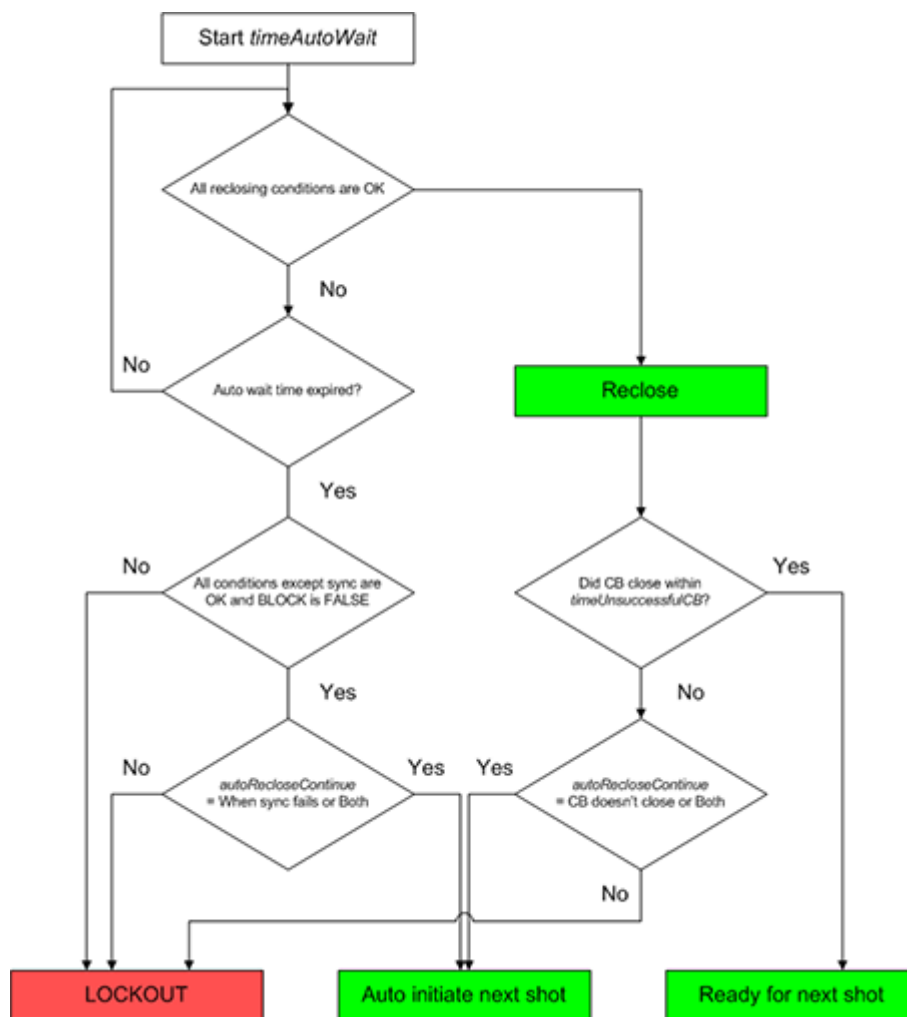 Start timeAutoWait
All reclosing conditions are OK
No
No
Auto wait time expired?
Reclose
Yes
No
All conditions except sync are
OK and BLOCK is FALSE
Did CB close within
timeUnsuccessfulCB?
Yes
Yes
No
No
autoRecloseContinue
= When sync fails or Both
Yes
Yes
autoRecloseContinue
= CB doesn't close or Both
No
LOCKOUT
Auto initiate next shot
Ready for next shot